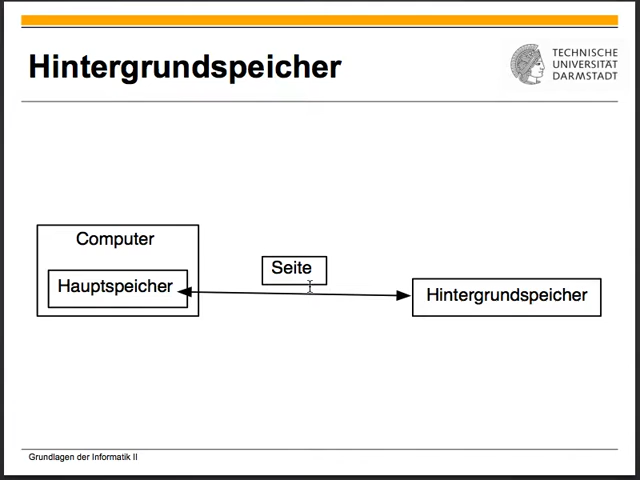 Hintergrundspeicher
TECHNISCHE
UNIVERSITÄT
DARMSTADT
Computer
Hauptspeicher
Seite
Hintergrundspeicher
Grundlagen der Informatik II